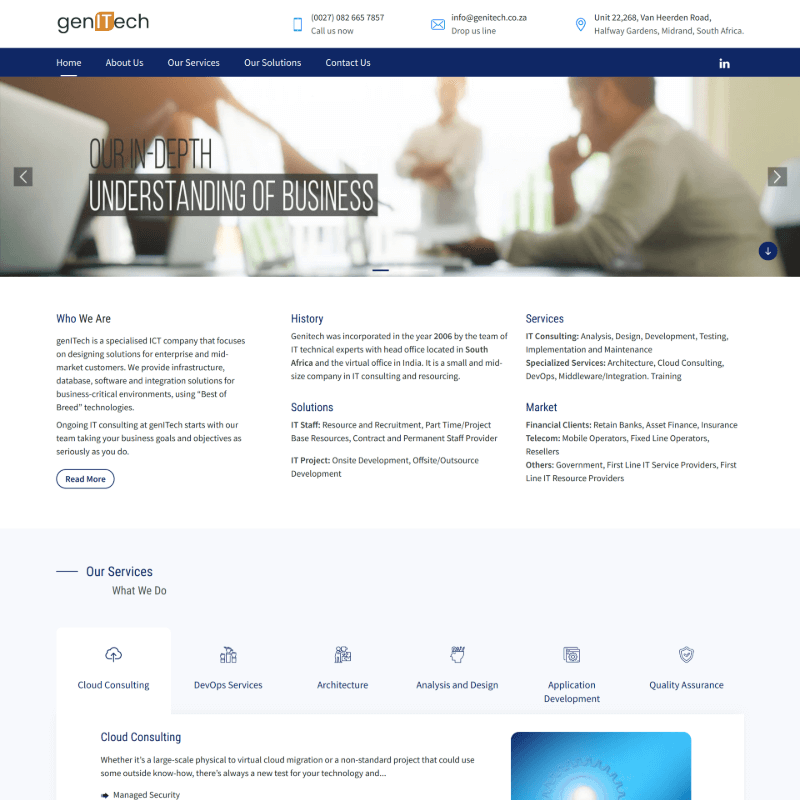 genITech
(0027) 082 665 7857
Call us now
info@genitech.co.za
Drop us line
Unit 22,268, Van Heerden Road,
Halfway Gardens, Midrand, South Africa.
Home
About Us
Our Services
Our Solutions
Contact Us
in
OUR IN-DEPTH
UNDERSTANDING OF BUSINESS
Who We Are
genITech is a specialised ICT company that focuses
on designing solutions for enterprise and mid-
market customers. We provide infrastructure,
database, software and integration solutions for
business-critical environments, using “Best of
Breed” technologies.
Ongoing IT consulting at genITech starts with our
team taking your business goals and objectives as
seriously as you do.
Read More
History
Genitech was incorporated in the year 2006 by the team of
IT technical experts with head office located in South
Africa and the virtual office in India. It is a small and mid-
size company in IT consulting and resourcing.
Solutions
IT Staff: Resource and Recruitment, Part Time/Project
Base Resources, Contract and Permanent Staff Provider
IT Project: Onsite Development, Offsite/Outsource
Development
Services
IT Consulting: Analysis, Design, Development, Testing,
Implementation and Maintenance
Specialized Services: Architecture, Cloud Consulting,
DevOps, Middleware/Integration. Training
Market
Financial Clients: Retain Banks, Asset Finance, Insurance
Telecom: Mobile Operators, Fixed Line Operators,
Resellers
Others: Government, First Line IT Service Providers, First
Line IT Resource Providers
Our Services
What We Do
Cloud Consulting
DevOps Services
Architecture
Analysis and Design
Application
Development
Quality Assurance
Cloud Consulting
Whether it's a large-scale physical to virtual cloud migration or a non-standard project that could use
some outside know-how, there's always a new test for your technology and...
Managed Security